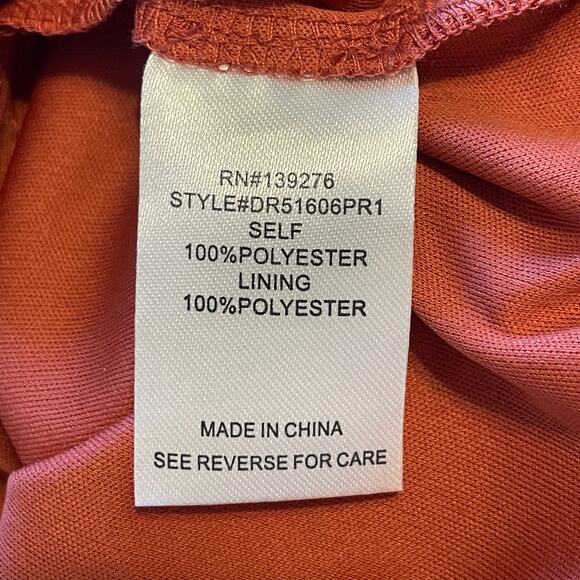 RN#139276
STYLE#DR51606PR1
SELF
100%POLYESTER
LINING
100%POLYESTER
MADE IN CHINA
SEE REVERSE FOR CARE